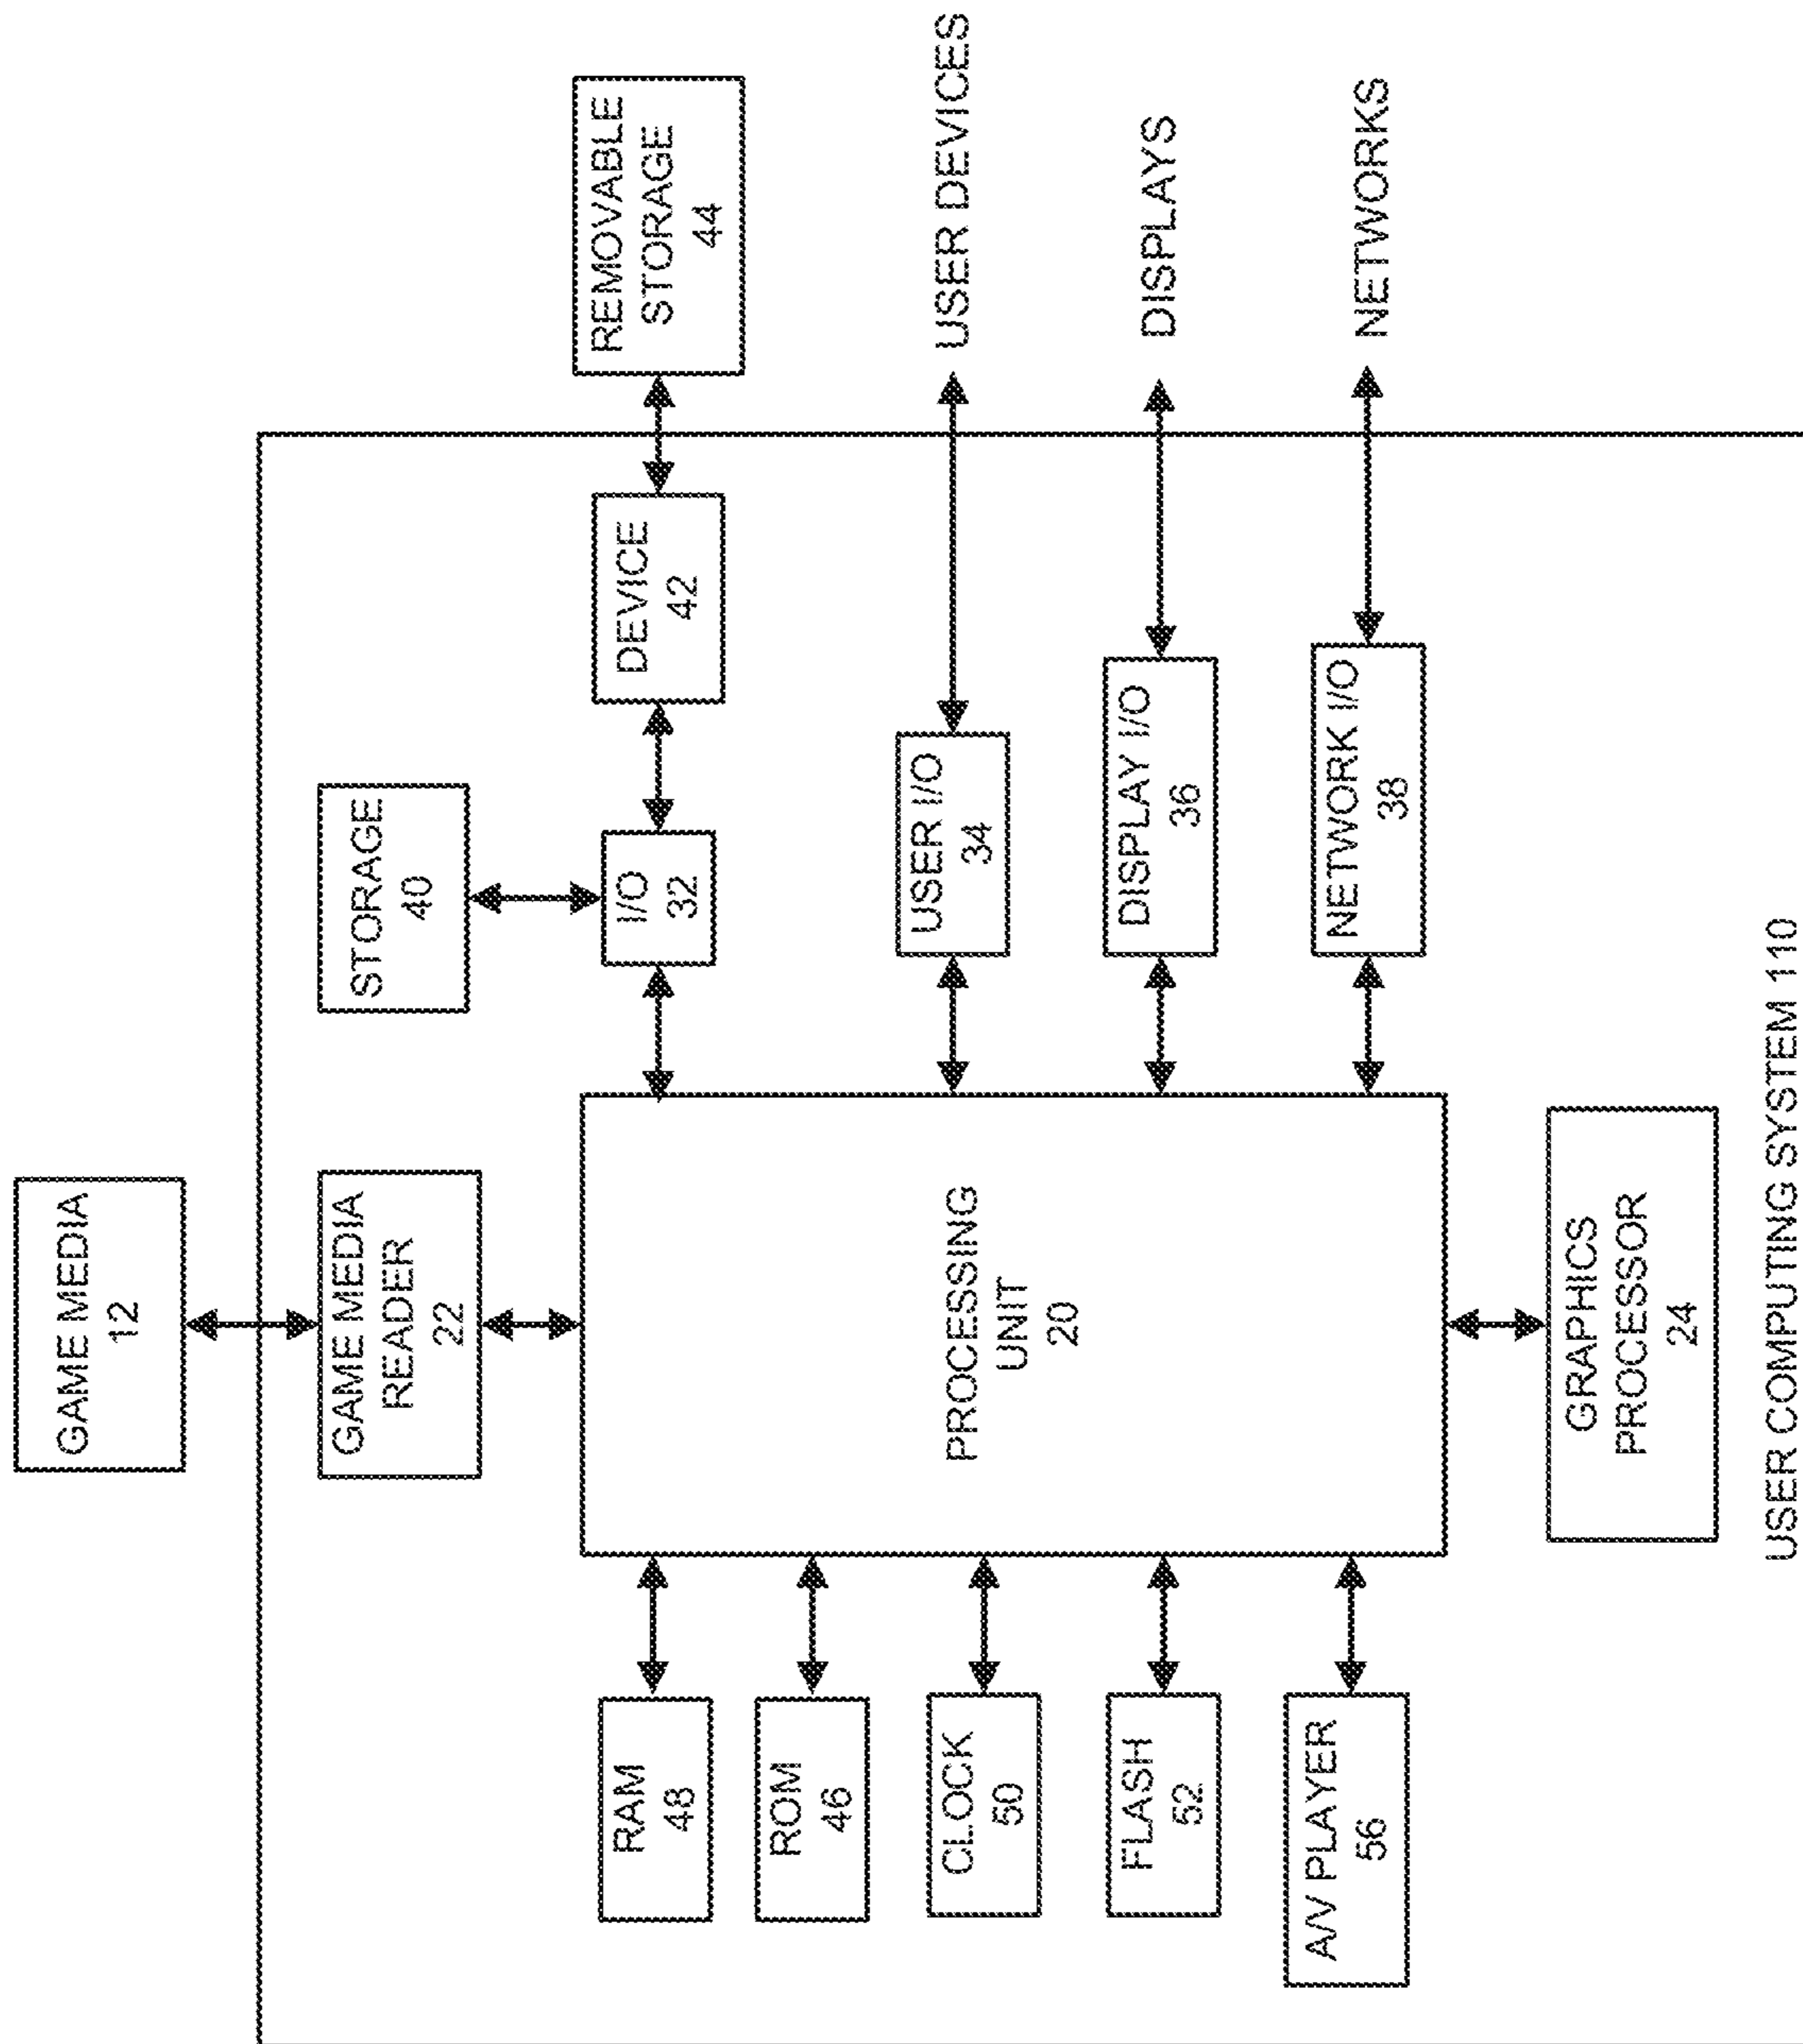 GAME MEDIA
12
GAME MEDIA
READER
22
STORAGE
40
RAM
48
ROM
46
CLOCK
50
FLASH
52
A/V PLAYER
56
PROCESSING
UNIT
20
I/O
32
DEVICE
42
REMOVABLE
STORAGE
44
USER I/O
34
USER DEVICES
DISPLAY I/O
36
DISPLAYS
NETWORK I/O
38
NETWORKS
GRAPHICS
PROCESSOR
24
USER COMPUTING SYSTEM 110